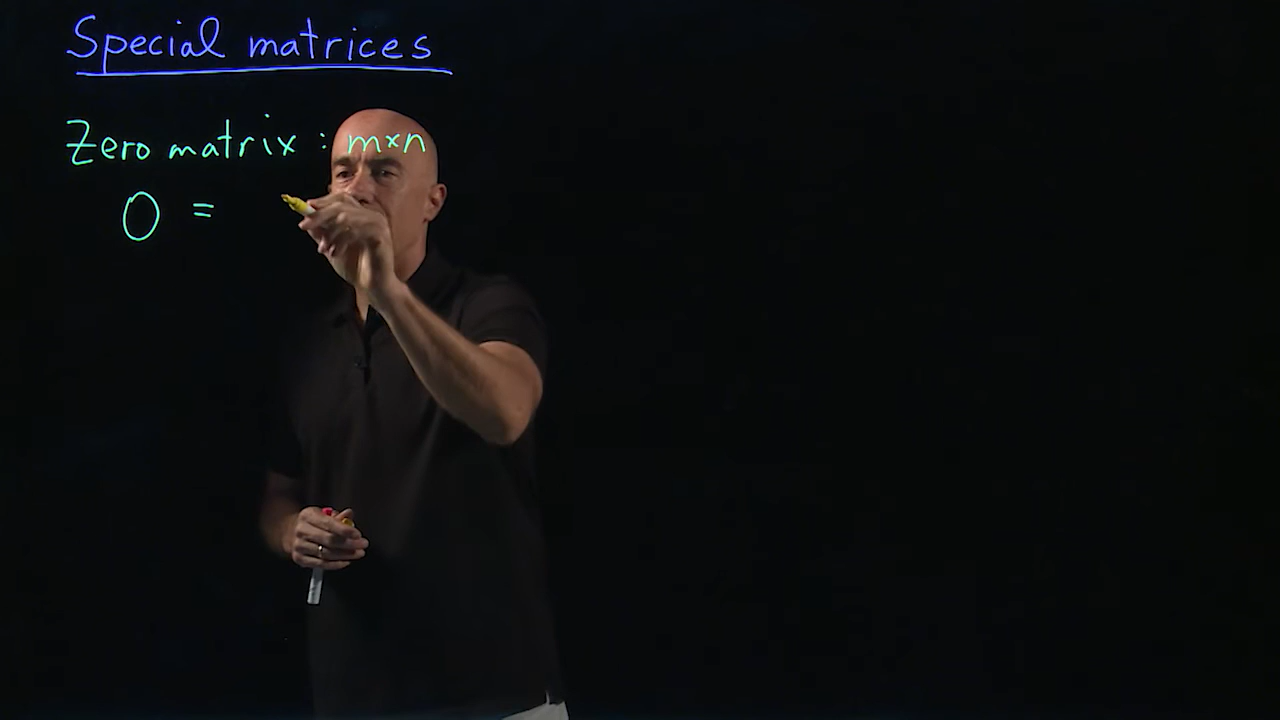 Special matrices
Zero matrix : m×n
0 =